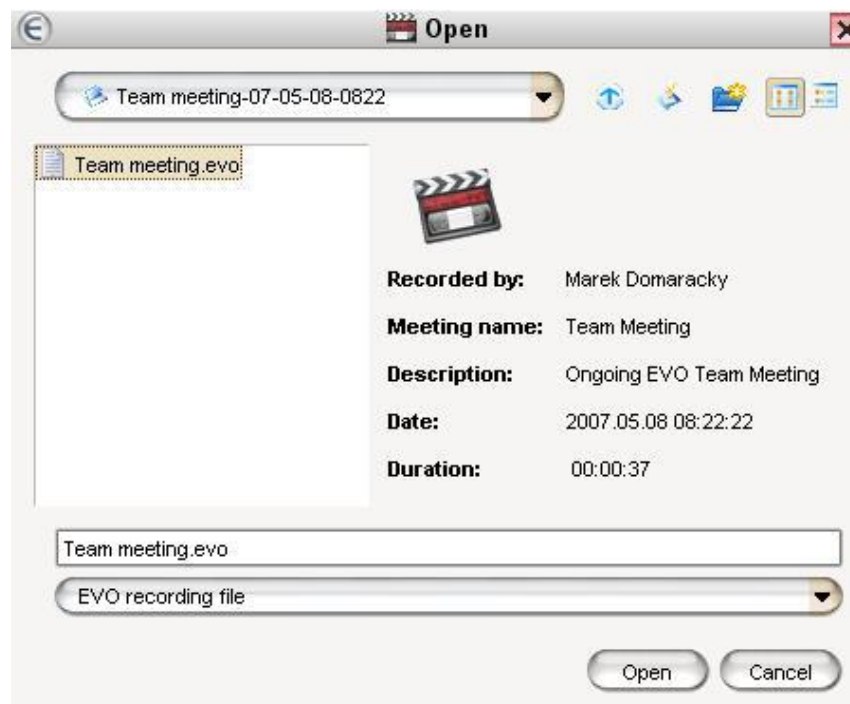 Open
Team meeting-07-05-08-0822
Team meeting.evo
Recorded by: Marek Domaracky
Meeting name: Team Meeting
Description: Ongoing EVO Team Meeting
Date: 2007.05.08 08:22:22
Duration: 00:00:37
Team meeting.evo
EVO recording file
Open Cancel